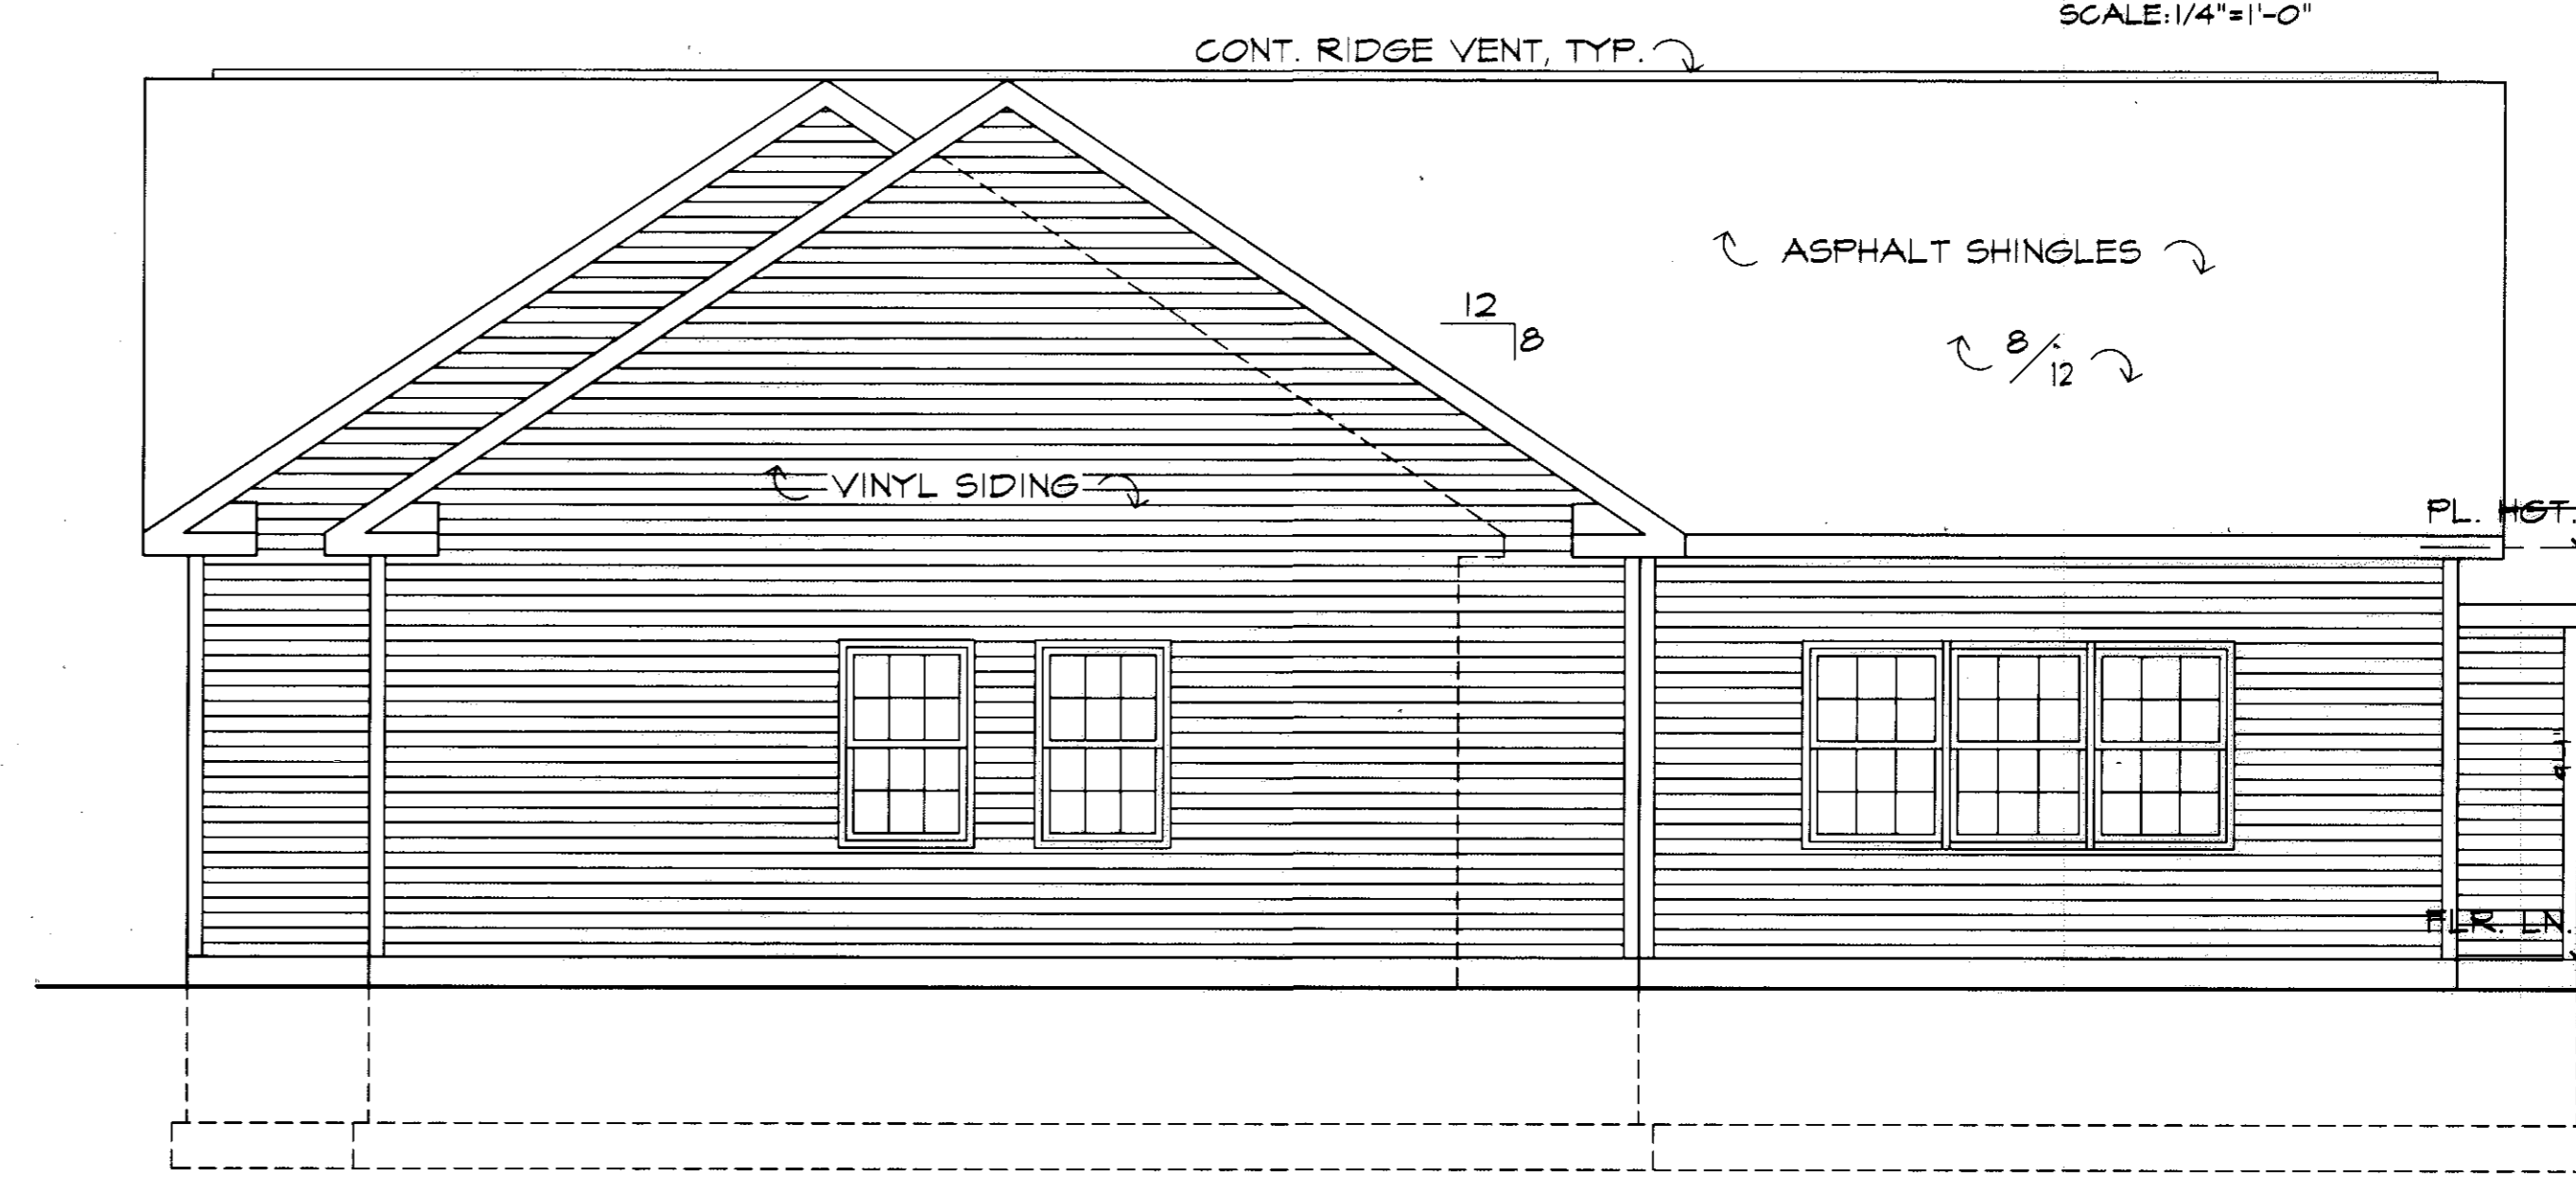 SCALE:1/4"=1'-0"
CONT. RIDGE VENT, TYP.
ASPHALT SHINGLES
12
8
8/12
VINYL SIDING
PL. HGT.
FLR. LN.